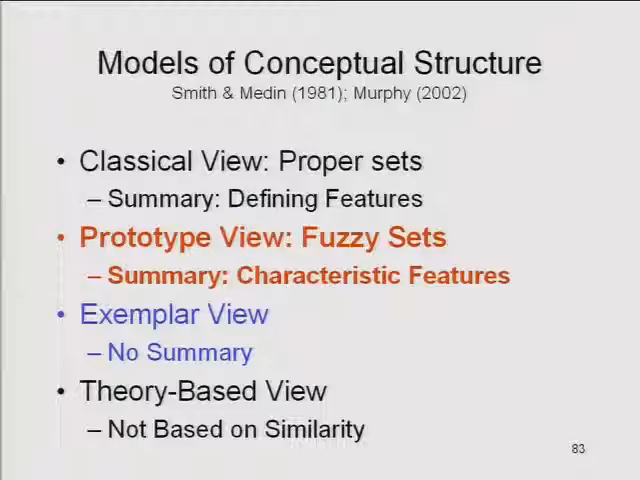 Models of Conceptual Structure
Smith & Medin (1981); Murphy (2002)
• Classical View: Proper sets
– Summary: Defining Features
• Prototype View: Fuzzy Sets
– Summary: Characteristic Features
• Exemplar View
– No Summary
• Theory-Based View
– Not Based on Similarity
83